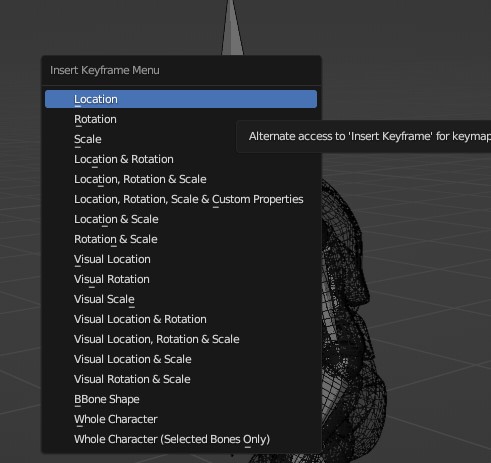 Insert Keyframe Menu
Location
Rotation
Scale
Alternate access to 'Insert Keyframe' for keymap
Location & Rotation
Location, Rotation & Scale
Location, Rotation, Scale & Custom Properties
Location & Scale
Rotation & Scale
Visual Location
Visual Rotation
Visual Scale
Visual Location & Rotation
Visual Location, Rotation & Scale
Visual Location & Scale
Visual Rotation & Scale
BBone Shape
Whole Character
Whole Character (Selected Bones Only)